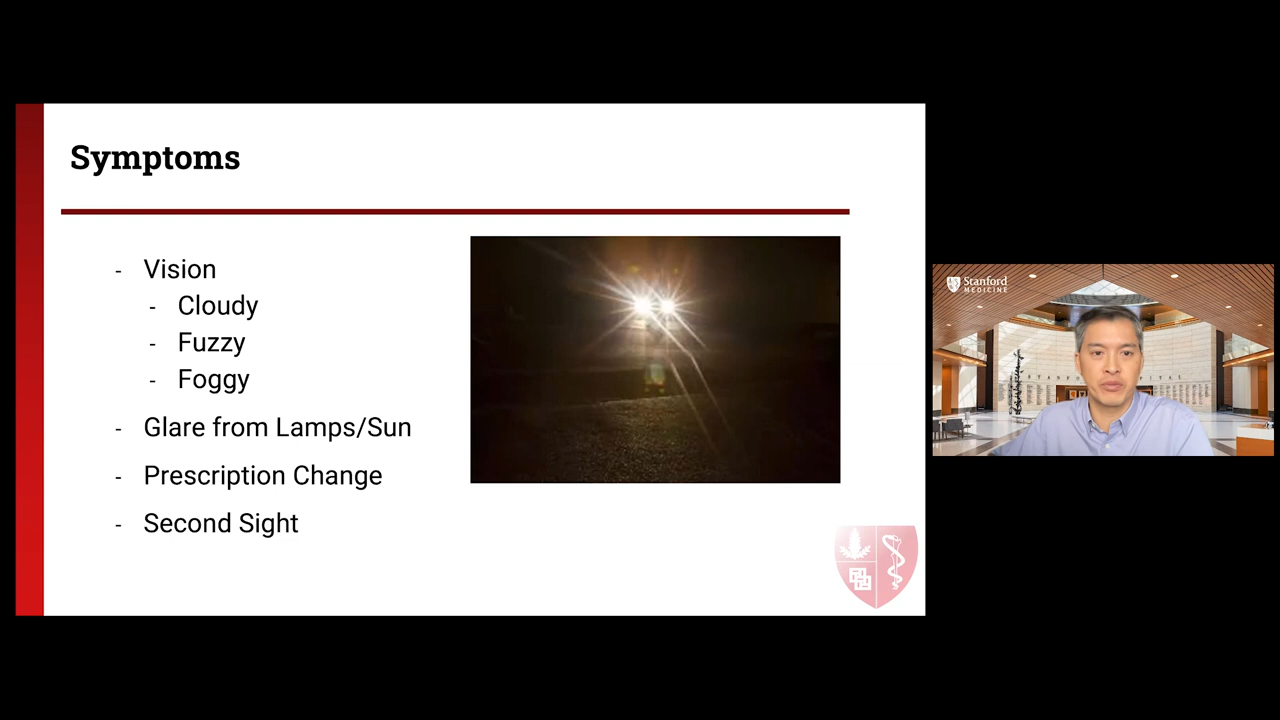 Symptoms
- Vision
- Cloudy
- Fuzzy
- Foggy
- Glare from Lamps/Sun
- Prescription Change
- Second Sight
Stanford
MEDICINE